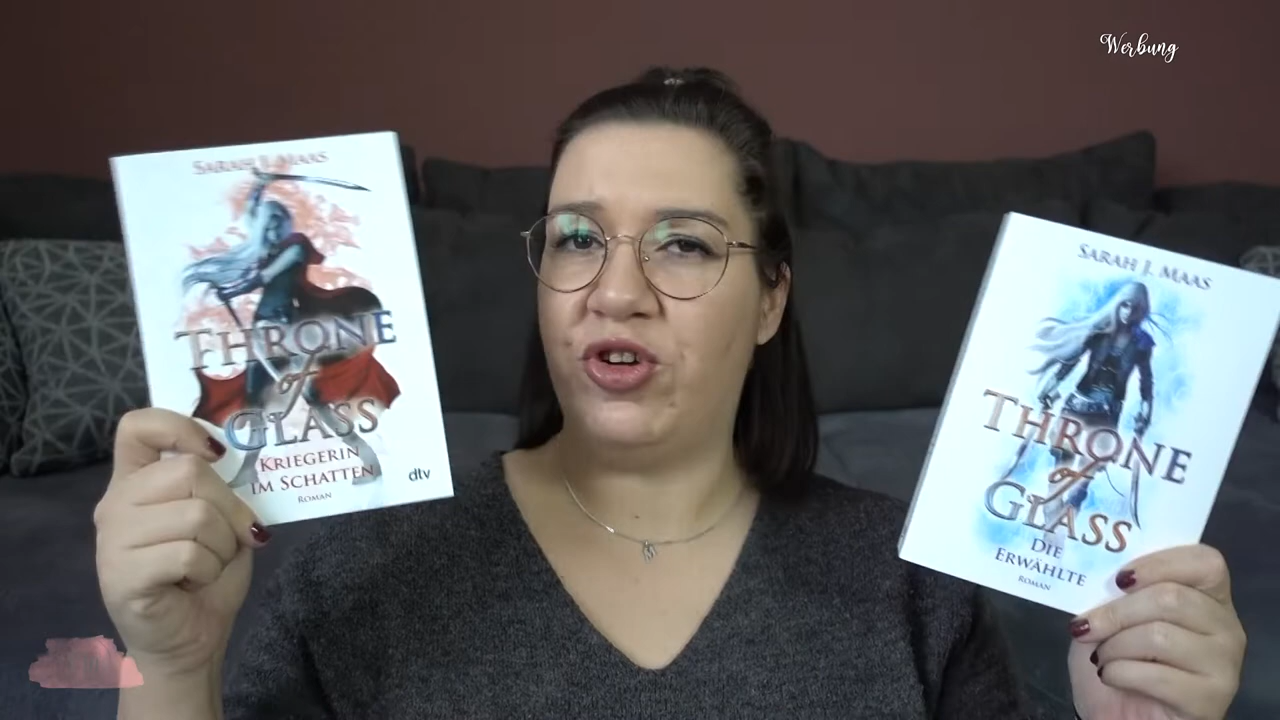 Werbung
SARAH J. MAAS
THRONE
of
GLASS
KRIEGERIN
IM SCHATTEN
ROMAN
dtv
SARAH J. MAAS
THRONE
of
GLASS
DIE
ERWÄHLTE
ROMAN